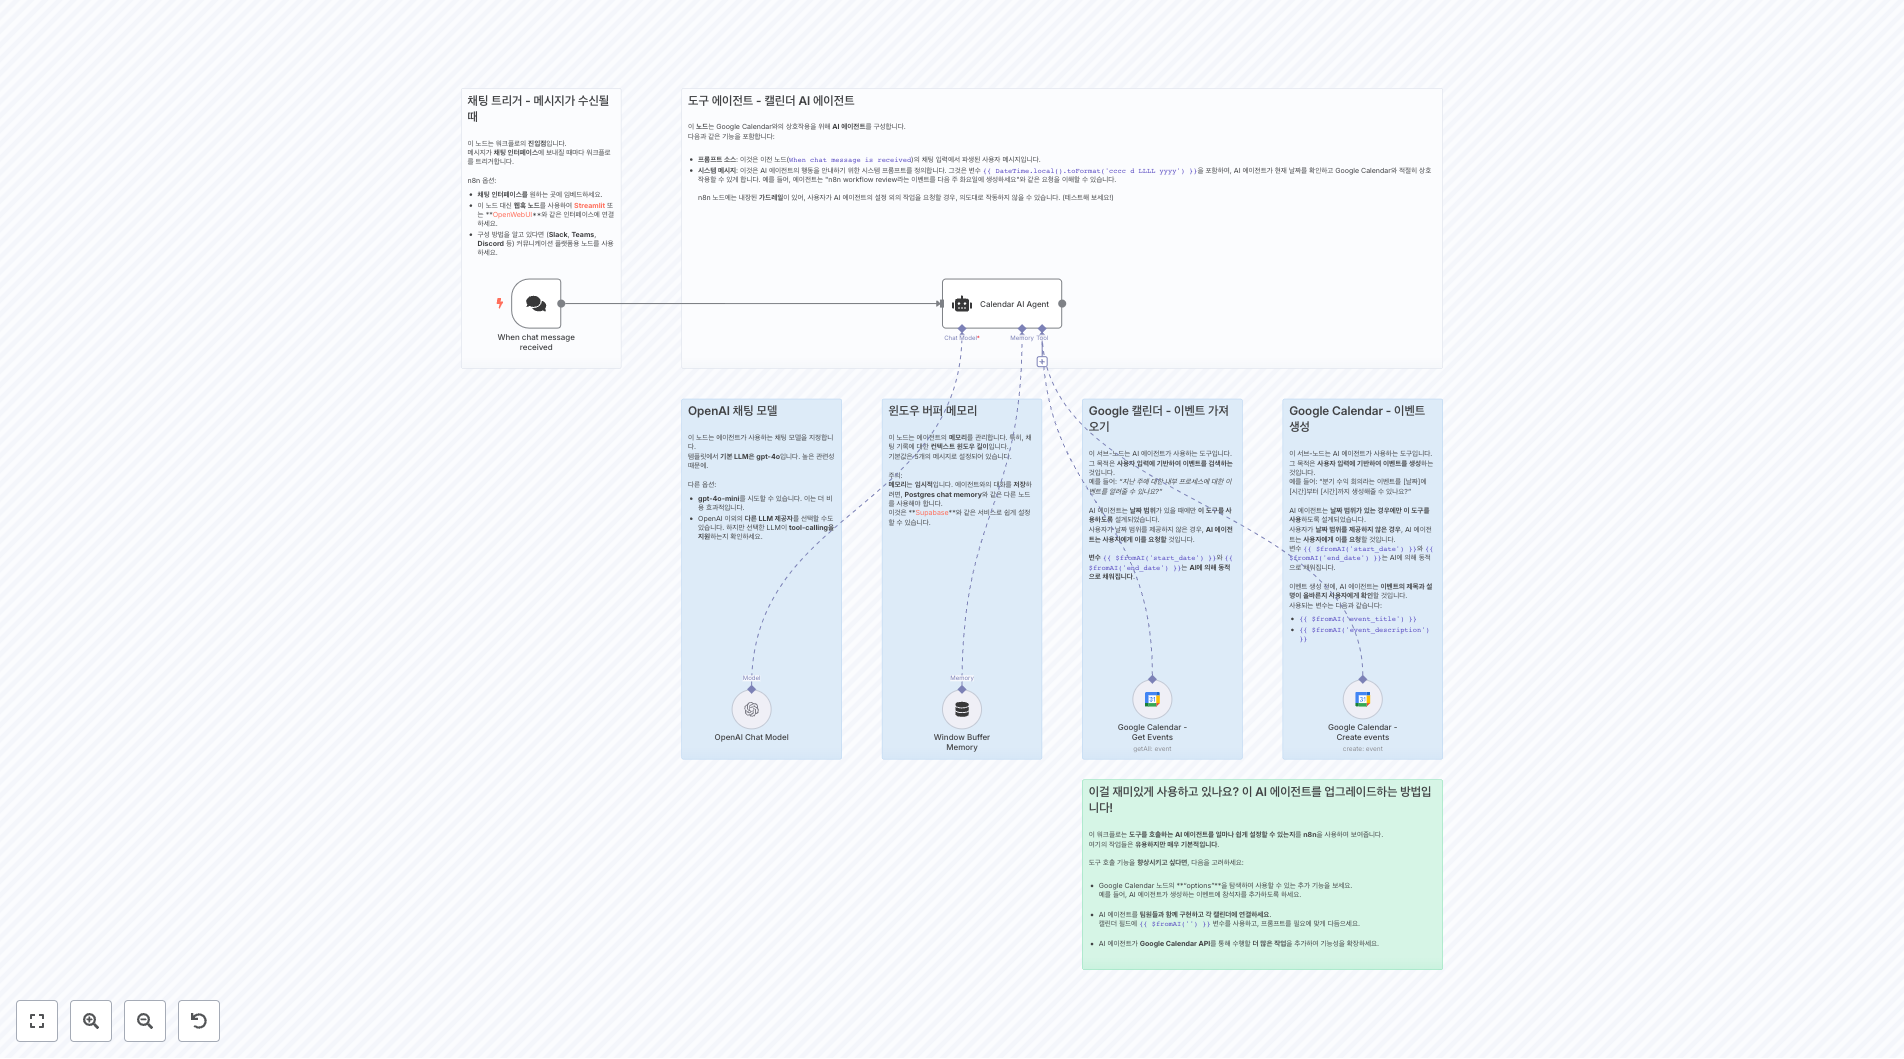 채팅 트리거 - 메시지가 수신될
때
이 노드는 워크플로의 진입점입니다.
메시지가 채팅 인터페이스에 보내질 때마다 워크플로
를 트리거합니다.
n8n 옵션:
• 채팅 인터페이스를 원하는 곳에 임베드하세요.
• 이 노드 대신 웹훅 노드를 사용하여 Streamlit 또
는 **OpenWebUI**와 같은 인터페이스에 연결
하세요.
• 구성 방법을 알고 있다면 (Slack, Teams,
Discord 등) 커뮤니케이션 플랫폼용 노드를 사용
하세요.
When chat message
received
도구 에이전트 - 캘린더 AI 에이전트
이 노드는 Google Calendar와의 상호작용을 위해 AI 에이전트를 구성합니다.
다음과 같은 기능을 포함합니다:
• 프롬프트 소스: 이것은 이전 노드(When chat message is received)의 채팅 입력에서 파생된 사용자 메시지입니다.
• 시스템 메시지: 이것은 AI 에이전트의 행동을 안내하기 위한 시스템 프롬프트를 정의합니다. 그것은 변수 {{ DateTime.local().toFormat('cccc d LLLL yyyy') }}을 포함하여, AI 에이전트가 현재 날짜를 확인하고 Google Calendar와 적절히 상호
작용할 수 있게 합니다. 예를 들어, 에이전트는 "n8n workflow review라는 이벤트를 다음 주 화요일에 생성하세요"와 같은 요청을 이해할 수 있습니다.
n8n 노드에는 내장된 가드레일이 있어, 사용자가 AI 에이전트의 설정 외의 작업을 요청할 경우, 의도대로 작동하지 않을 수 있습니다. (테스트해 보세요!)
Calendar AI Agent
Chat Model*
Memory
Tool
OpenAI 채팅 모델
이 노드는 에이전트가 사용하는 채팅 모델을 지정합니
다.
템플릿에서 기본 LLM은 gpt-4o입니다. 높은 관련성
때문에.
다른 옵션:
• gpt-4o-mini를 시도할 수 있습니다. 이는 더 비
용 효과적입니다.
• OpenAI 이외의 다른 LLM 제공자를 선택할 수도
있습니다. 하지만 선택한 LLM이 tool-calling을
지원하는지 확인하세요.
Model
OpenAI Chat Model
윈도우 버퍼 메모리
이 노드는 에이전트의 메모리를 관리합니다. 특히, 채
팅 기록에 대한 컨텍스트 윈도우 길이입니다.
기본값은 5개의 메시지로 설정되어 있습니다.
주의:
메모리는 임시적입니다. 에이전트와의 대화를 저장하
려면, Postgres chat memory와 같은 다른 노드
를 사용해야 합니다.
이것은 **Supabase**와 같은 서비스로 쉽게 설정
할 수 있습니다.
Memory
Window Buffer
Memory
Google 캘린더 - 이벤트 가져
오기
이 서브-노드는 AI 에이전트가 사용하는 도구입니다.
그 목적은 사용자 입력에 기반하여 이벤트를 검색하는
것입니다.
예를 들어: "지난 주에 대한 내부 프로세스에 대한 이
벤트를 알려줄 수 있나요?"
AI 에이전트는 날짜 범위가 있을 때에만 이 도구를 사
용하도록 설계되었습니다.
사용자가 날짜 범위를 제공하지 않은 경우, AI 에이전
트는 사용자에게 이를 요청할 것입니다.
변수 {{ $fromAI('start_date') }}와 {{
$fromAI('end_date') }}는 AI에 의해 동적
으로 채워집니다.
Google Calendar -
Get Events
getAll: event
Google Calendar - 이벤트
생성
이 서브-노드는 AI 에이전트가 사용하는 도구입니다.
그 목적은 사용자 입력에 기반하여 이벤트를 생성하는
것입니다.
예를 들어: "분기 수익 회의라는 이벤트를 [날짜]에
[시간]부터 [시간]까지 생성해줄 수 있나요?"
AI 에이전트는 날짜 범위가 있는 경우에만 이 도구를
사용하도록 설계되었습니다.
사용자가 날짜 범위를 제공하지 않은 경우, AI 에이전
트는 사용자에게 이를 요청할 것입니다.
변수 {{ $fromAI('start_date') }}와 {{
$fromAI('end_date') }}는 AI에 의해 동적
으로 채워집니다.
이벤트 생성 전에, AI 에이전트는 이벤트의 제목과 설
명이 올바른지 사용자에게 확인할 것입니다.
사용되는 변수는 다음과 같습니다:
• {{ $fromAI('event_title') }}
• {{ $fromAI('event_description')
}}
Google Calendar -
Create events
create: event
이걸 재미있게 사용하고 있나요? 이 AI 에이전트를 업그레이드하는 방법입
니다!
이 워크플로는 도구를 호출하는 AI 에이전트를 얼마나 쉽게 설정할 수 있는지를 n8n을 사용하여 보여줍니다.
여기의 작업들은 유용하지만 매우 기본적입니다.
도구 호출 기능을 향상시키고 싶다면, 다음을 고려하세요:
• Google Calendar 노드의 **"options"**을 탐색하여 사용할 수 있는 추가 기능을 보세요.
예를 들어, AI 에이전트가 생성하는 이벤트에 참석자를 추가하도록 하세요.
• AI 에이전트를 팀원들과 함께 구현하고 각 캘린더에 연결하세요.
캘린더 필드에 {{ $fromAI('') }} 변수를 사용하고, 프롬프트를 필요에 맞게 다듬으세요.
• AI 에이전트가 Google Calendar API를 통해 수행할 더 많은 작업을 추가하여 기능성을 확장하세요.